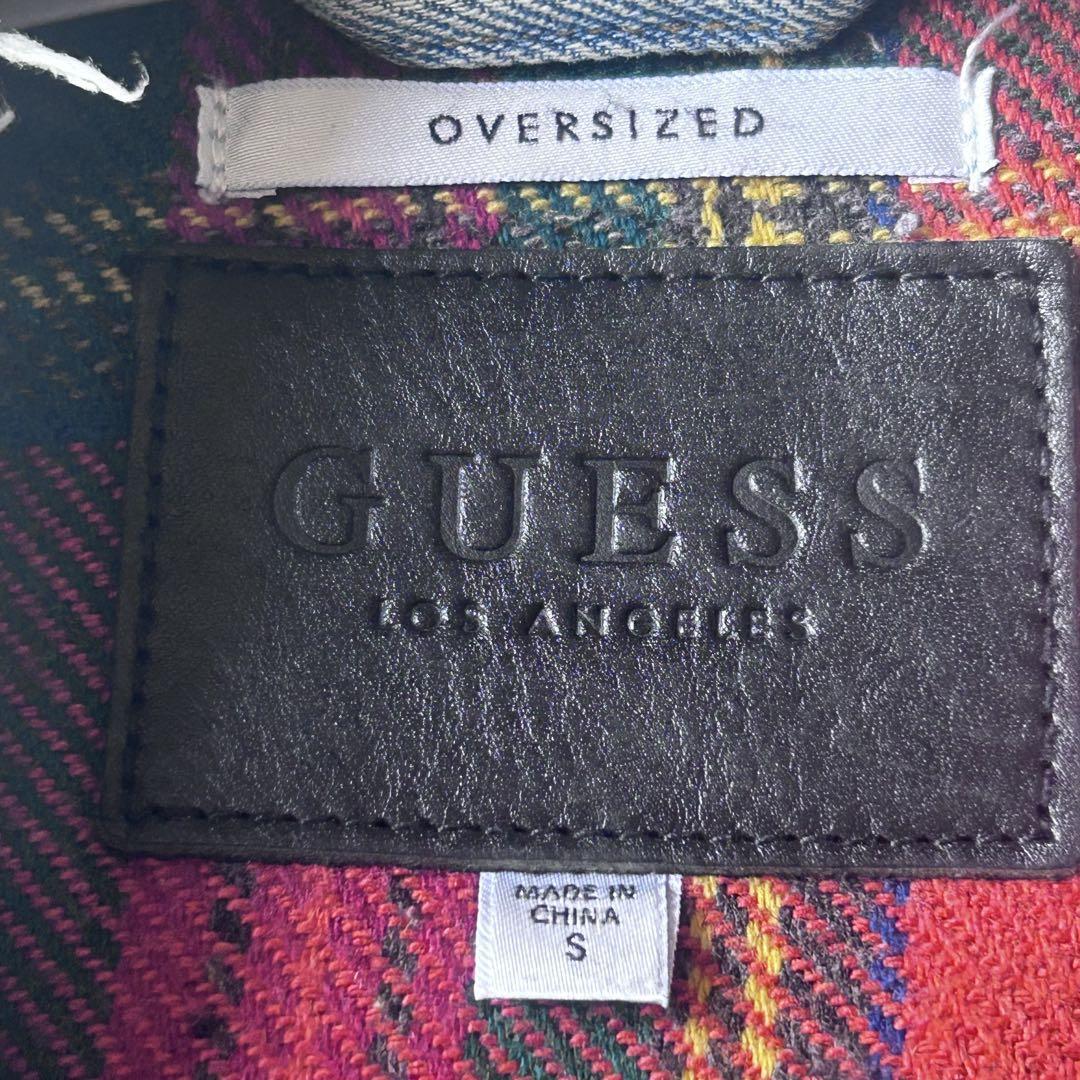 OVERSIZED
GUESS
LOS ANGELES
MADE IN
CHINA
S